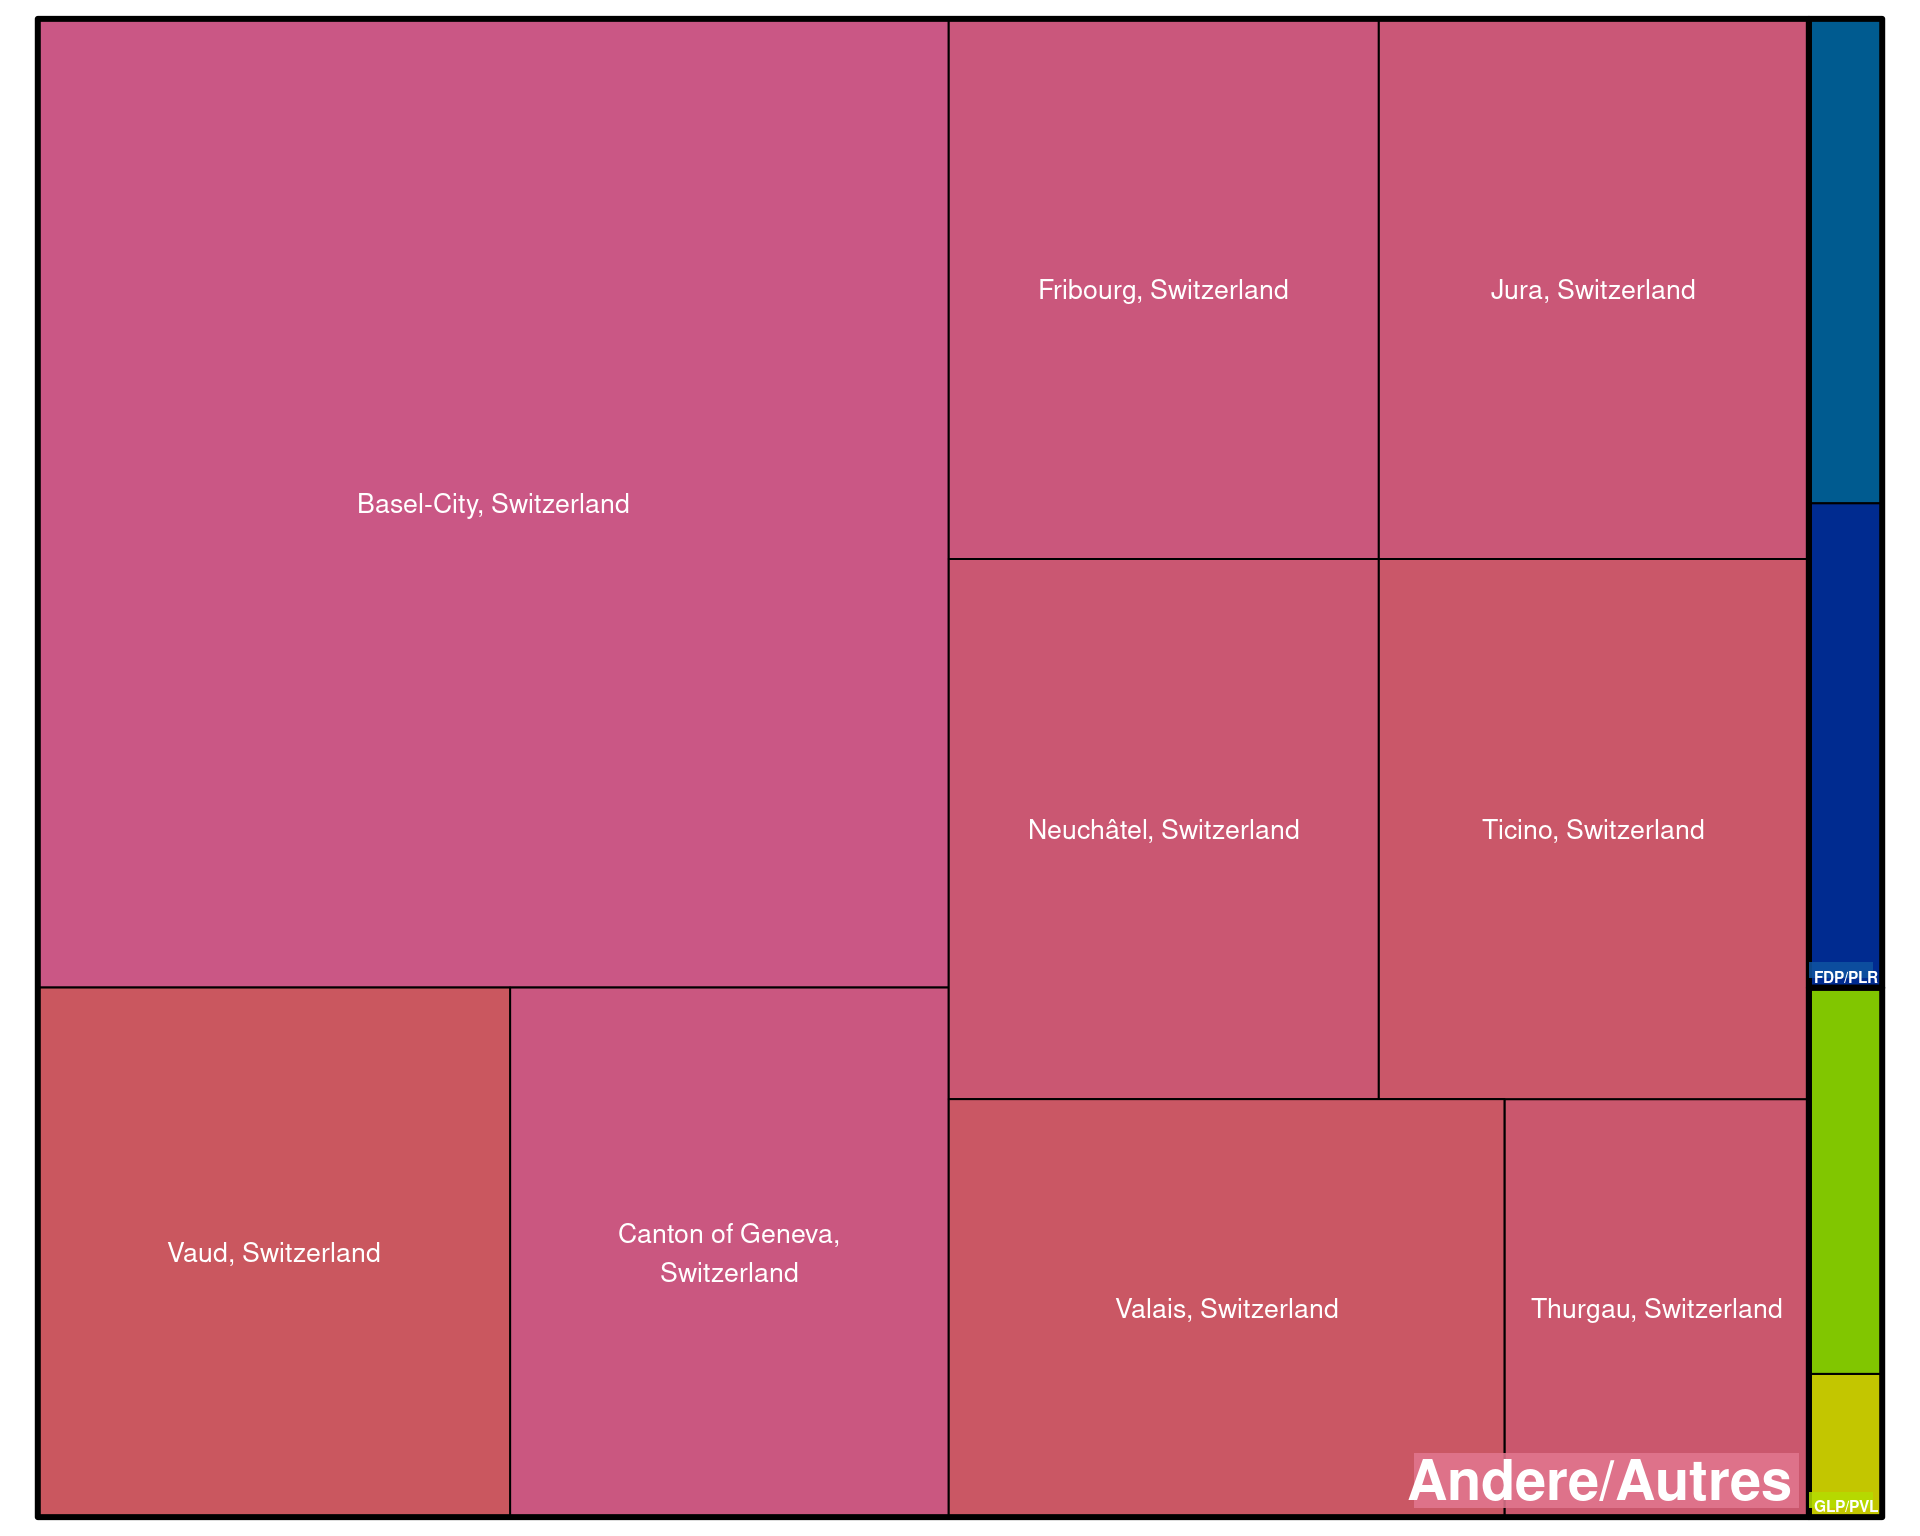 Basel-City, Switzerland
Fribourg, Switzerland
Jura, Switzerland
Neuchâtel, Switzerland
Ticino, Switzerland
FDP/PLR
Vaud, Switzerland
Canton of Geneva,
Switzerland
Valais, Switzerland
Thurgau, Switzerland
Andere/Autres
GLP/PVL